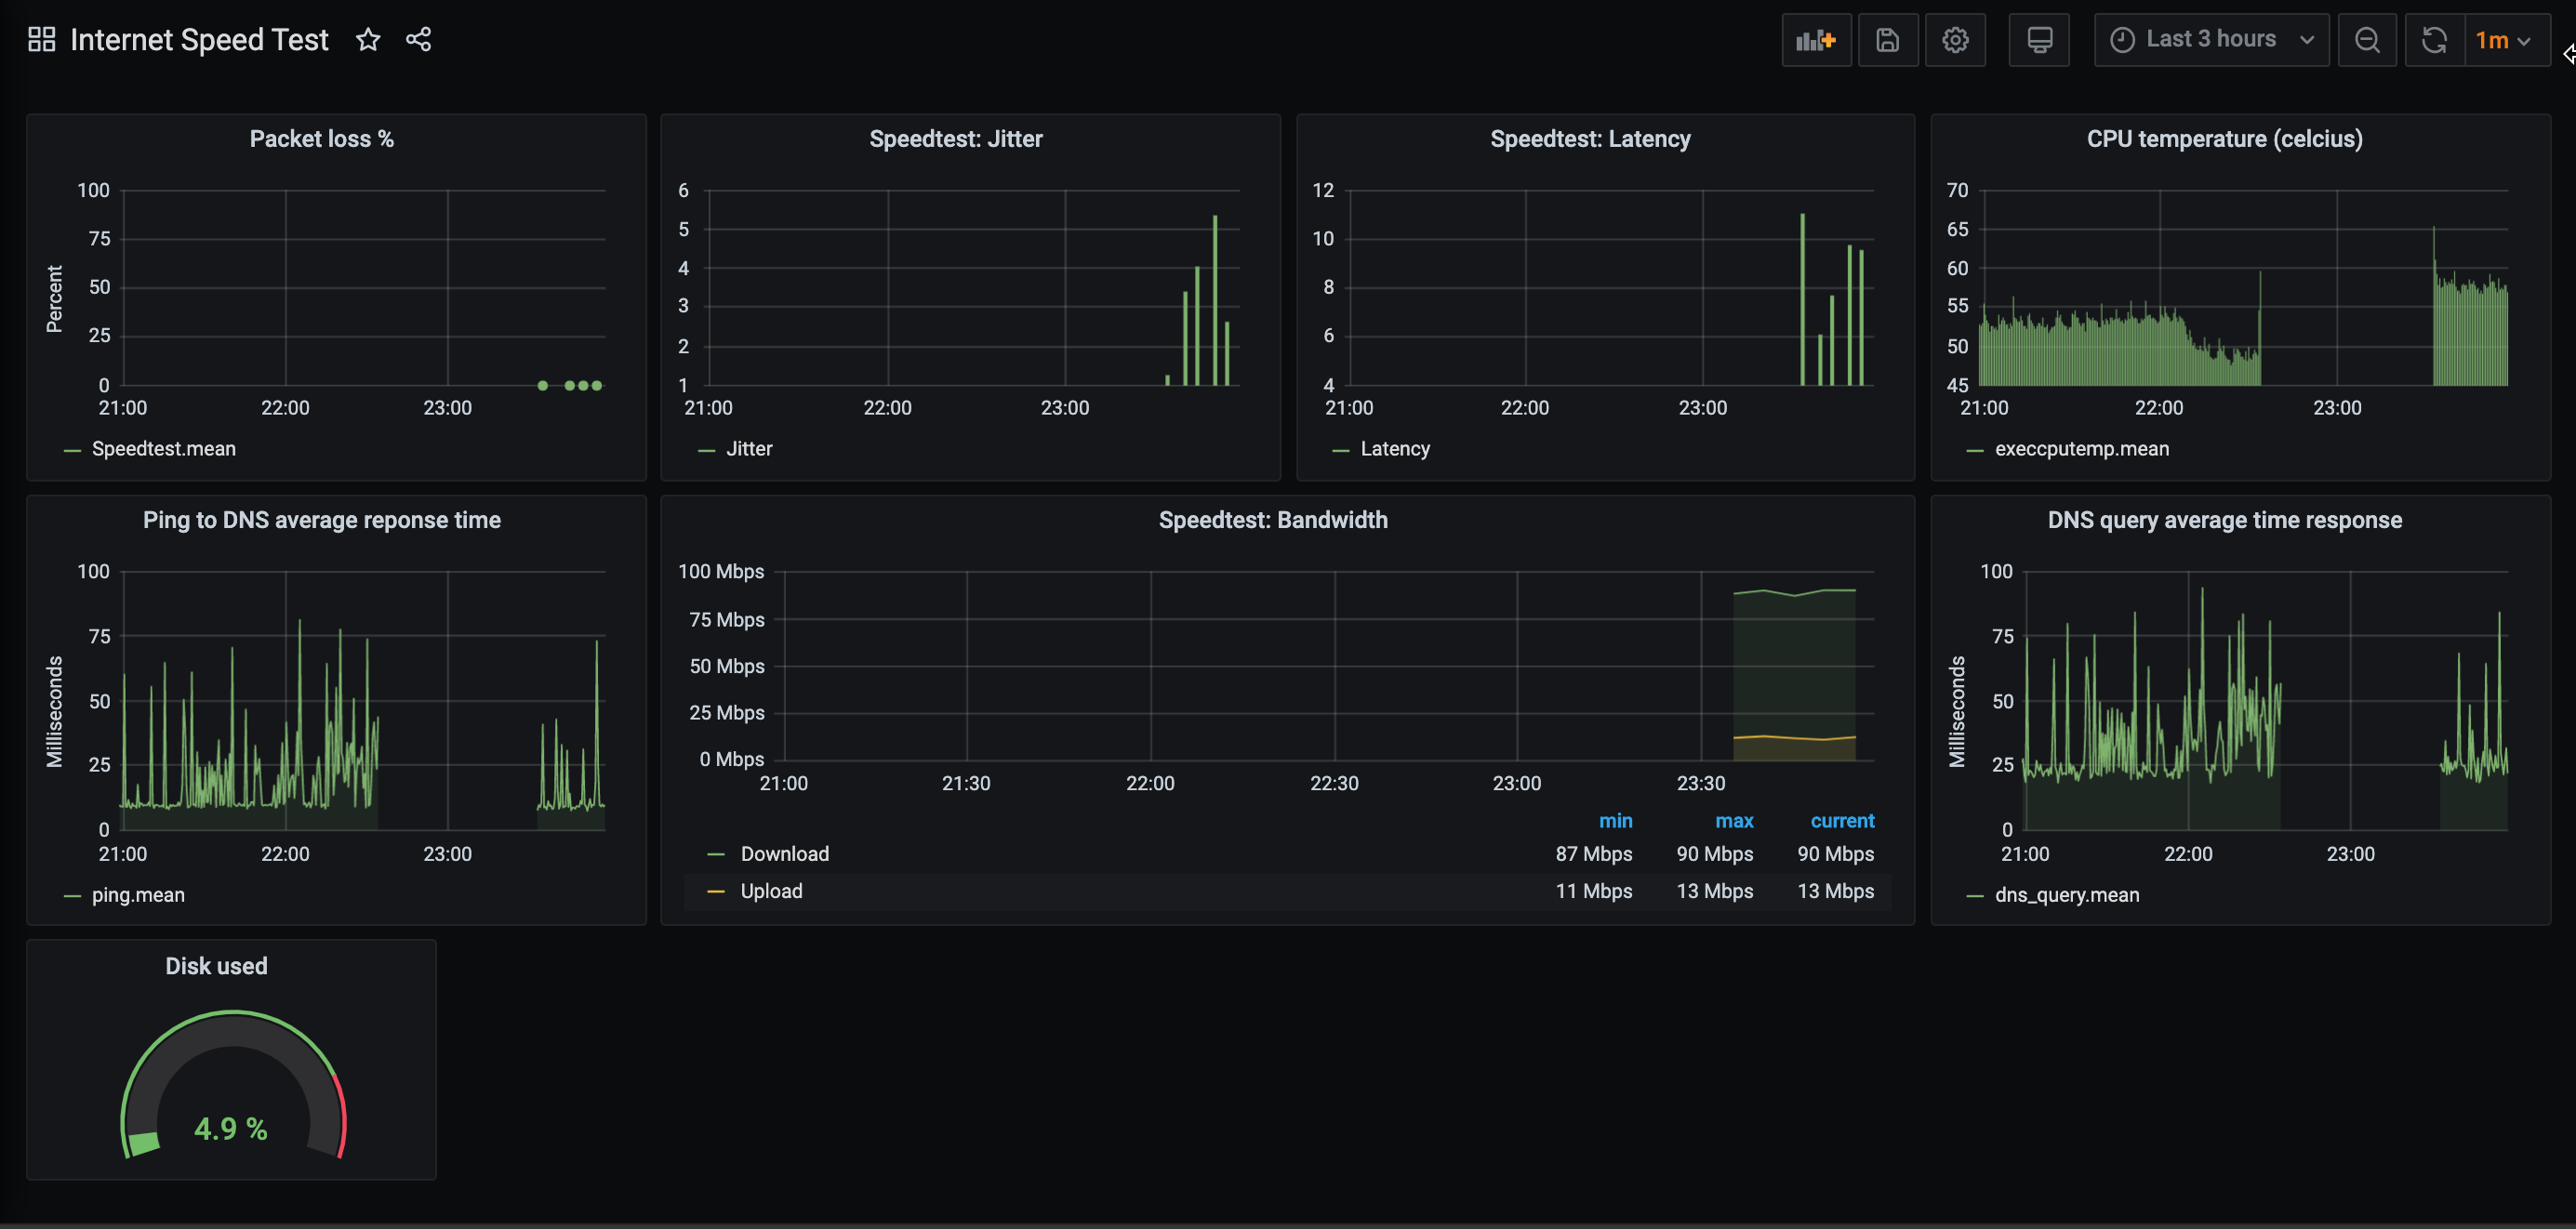 Internet Speed Test
Last 3 hours
1m
Packet loss %
100
75
50
25
0
Percent
21:00 22:00 23:00
Speedtest.mean
Speedtest: Jitter
6
5
4
3
2
1
21:00 22:00 23:00
Jitter
Speedtest: Latency
12
10
8
6
4
21:00 22:00 23:00
Latency
CPU temperature (celcius)
70
65
60
55
50
45
21:00 22:00 23:00
execcputemp.mean
Ping to DNS average reponse time
100
75
50
25
0
Milliseconds
21:00 22:00 23:00
ping.mean
Speedtest: Bandwidth
100 Mbps
75 Mbps
50 Mbps
25 Mbps
0 Mbps
21:00 21:30 22:00 22:30 23:00 23:30
min max current
Download 87 Mbps 90 Mbps 90 Mbps
Upload 11 Mbps 13 Mbps 13 Mbps
DNS query average time response
100
75
50
25
0
Milliseconds
21:00 22:00 23:00
dns_query.mean
Disk used
4.9 %